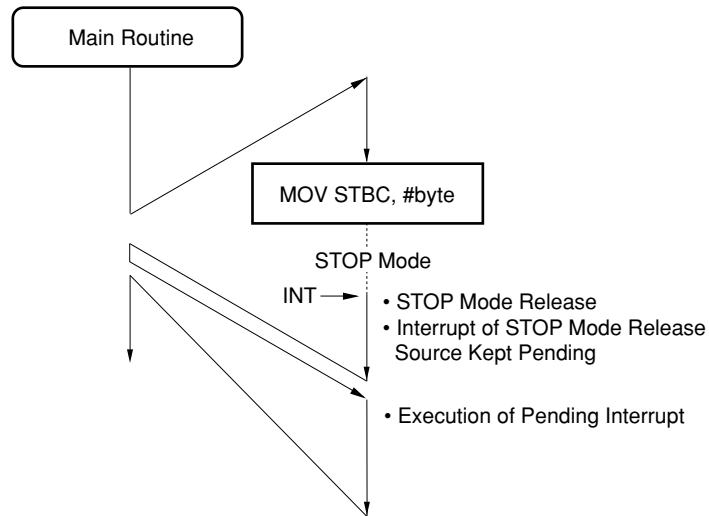 Main Routine
MOV STBC, #byte
STOP Mode
INT
• STOP Mode Release
• Interrupt of STOP Mode Release
Source Kept Pending
• Execution of Pending Interrupt